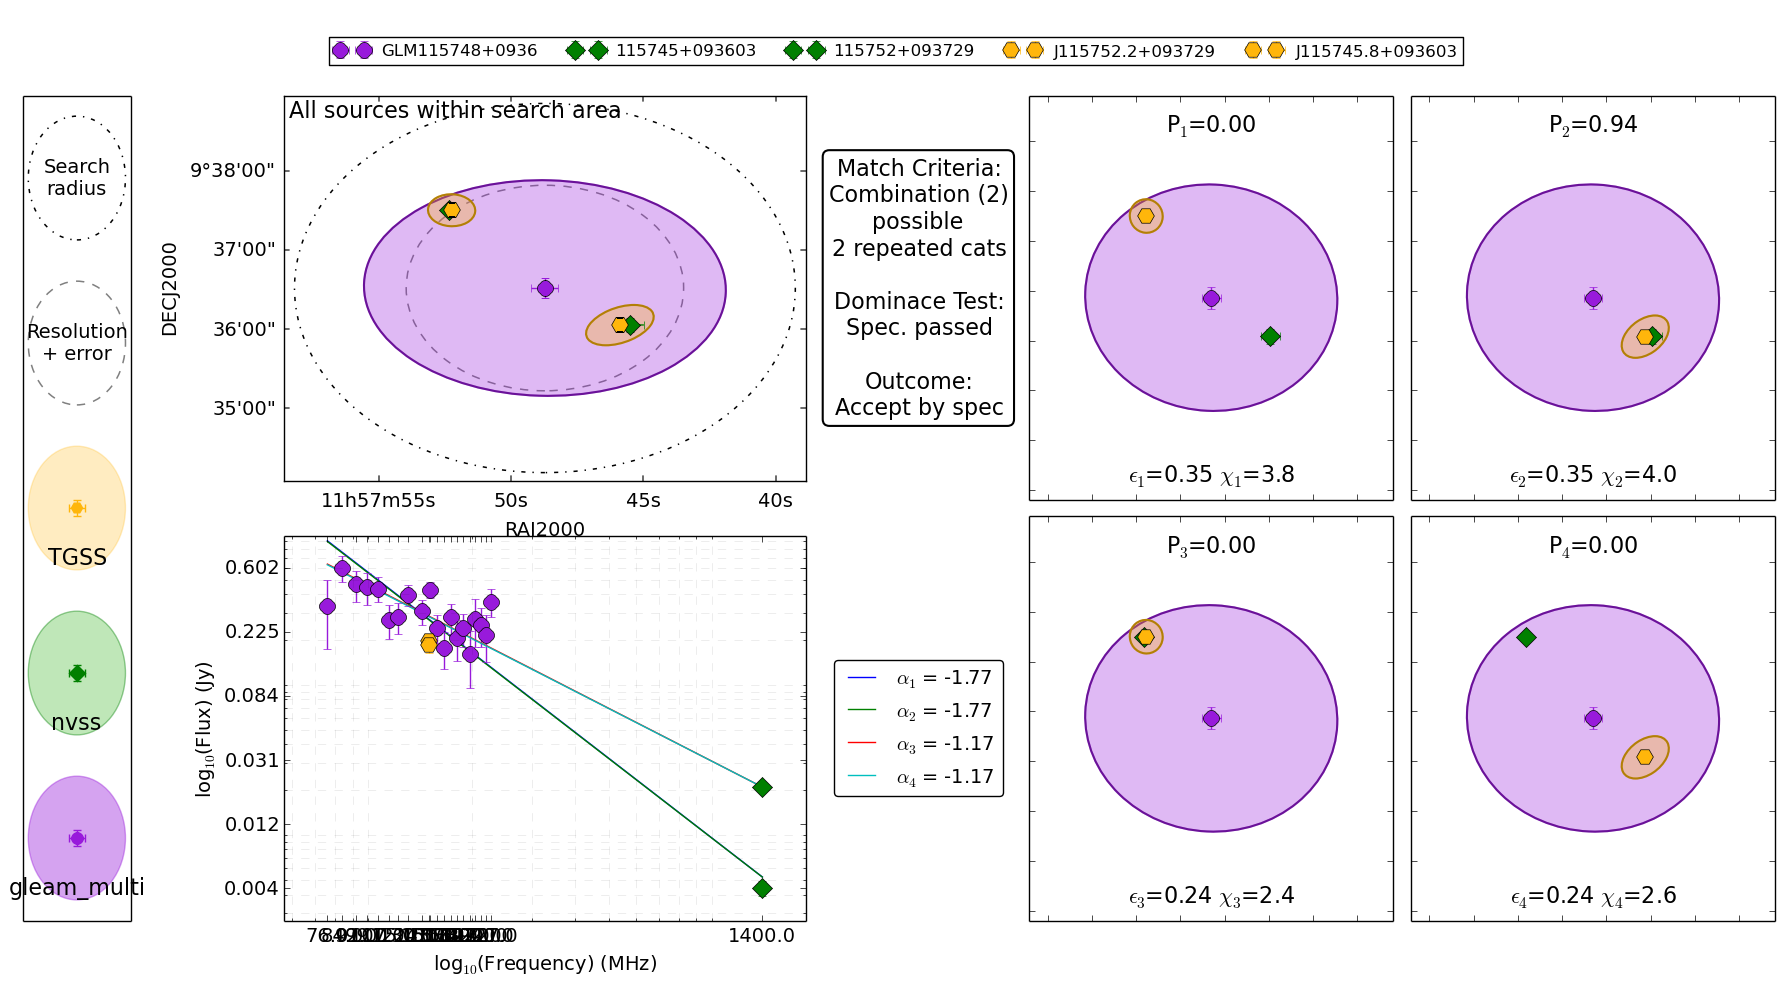 GLM115748+0936 115745+093603 115752+093729 J115752.2+093729 J115745.8+093603
Search
radius
Resolution
+ error
TGSS
nvss
gleam_multi
All sources within search area
9°38'00"
37'00"
36'00"
35'00"
DECJ2000
11h57m55s 50s 45s 40s
RAJ2000
Match Criteria:
Combination (2)
possible
2 repeated cats
Dominace Test:
Spec. passed
Outcome:
Accept by spec
P1=0.00
ϵ1=0.35 χ1=3.8
P2=0.94
ϵ2=0.35 χ2=4.0
P3=0.00
ϵ3=0.24 χ3=2.4
P4=0.00
ϵ4=0.24 χ4=2.6
0.602
0.225
0.084
0.031
0.012
0.004
log10(Flux) (Jy)
1400.0
log10(Frequency) (MHz)
α1 = -1.77
α2 = -1.77
α3 = -1.17
α4 = -1.17